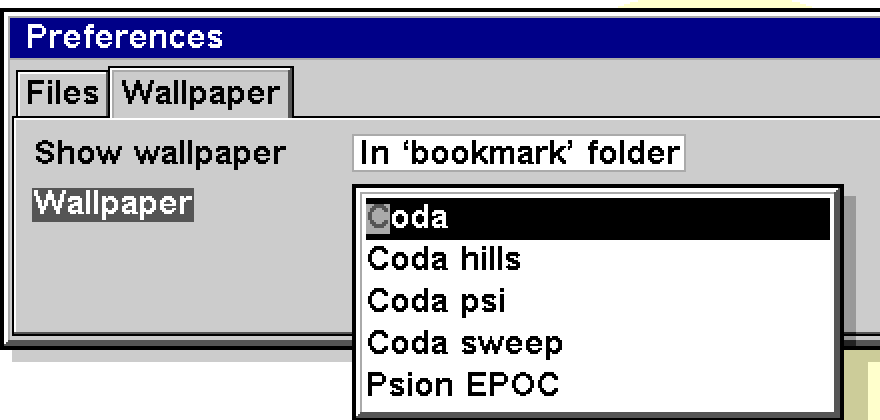 Preferences
Files Wallpaper
Show wallpaper In ‘bookmark’ folder
Wallpaper
Coda
Coda hills
Coda psi
Coda sweep
Psion EPOC